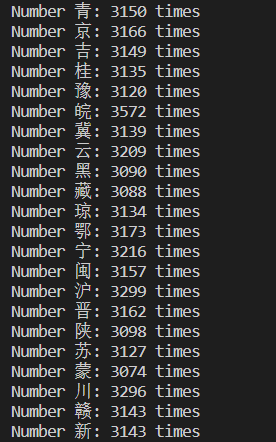 Number 青: 3150 times
Number 京: 3166 times
Number 吉: 3149 times
Number 桂: 3135 times
Number 豫: 3120 times
Number 皖: 3572 times
Number 冀: 3139 times
Number 云: 3209 times
Number 黑: 3090 times
Number 藏: 3088 times
Number 琼: 3134 times
Number 鄂: 3173 times
Number 宁: 3216 times
Number 闽: 3157 times
Number 沪: 3299 times
Number 晋: 3162 times
Number 陕: 3098 times
Number 苏: 3127 times
Number 蒙: 3074 times
Number 川: 3296 times
Number 赣: 3143 times
Number 新: 3143 times